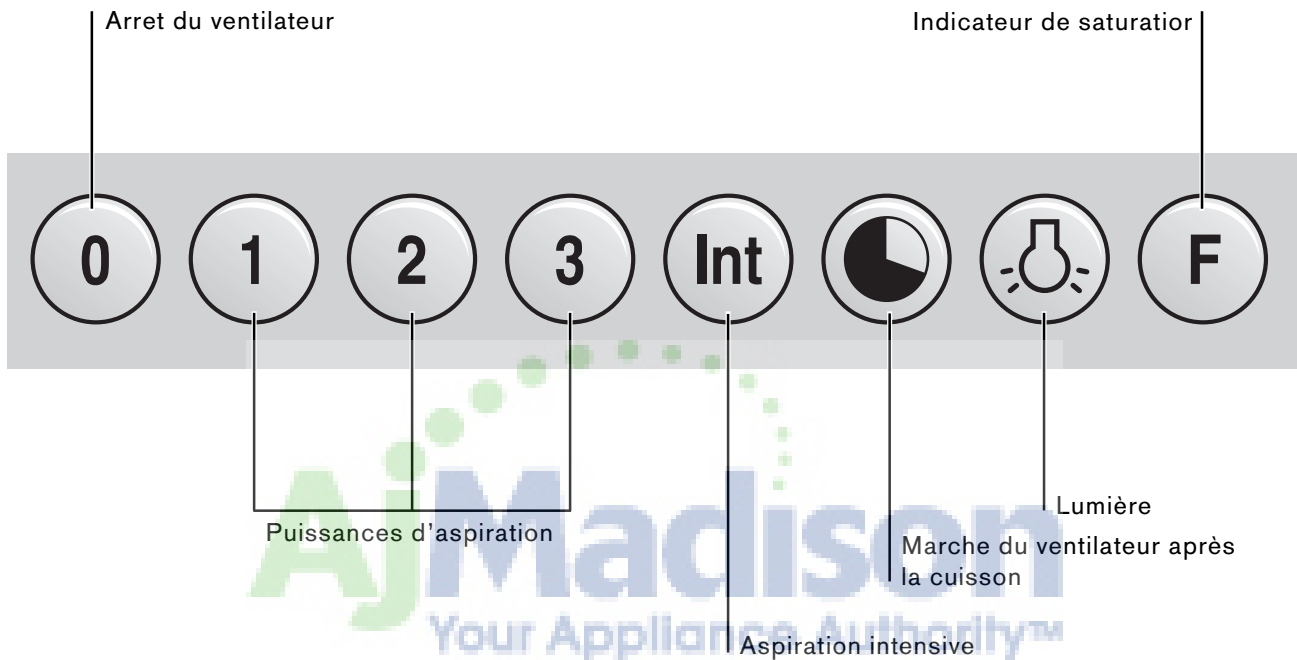 Arret du ventilateur
Indicateur de saturatior
0 1 2 3 Int F
Puissances d'aspiration
Lumière
Marche du ventilateur après
la cuisson
Aspiration intensive
AjMadison
Your Appliance Authority™